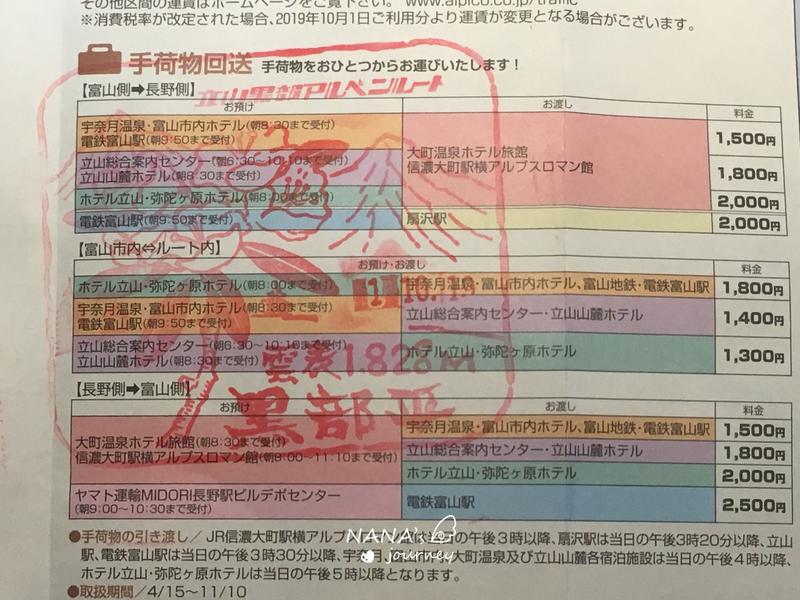 その他区間の運賃はホームページをご覧下さい。 www.alpico.co.jp/traffic
※消費税率が改定された場合、2019年10月1日ご利用分より運賃が変更となる場合がございます。
手荷物回送 手荷物をおひとつからお運びいたします！
立山黒部アルペンルート
【富山側➡長野側】
お預け お渡し 料金
宇奈月温泉・富山市内ホテル(朝8:30まで受付)
電鉄富山駅(朝9:50まで受付)
大町温泉ホテル旅館
信濃大町駅横アルプスロマン館
1,500円
立山総合案内センター(朝6:30〜10:10まで受付)
立山山麓ホテル(朝8:30まで受付)
1,800円
ホテル立山・弥陀ヶ原ホテル(朝8:00まで受付)
2,000円
電鉄富山駅(朝9:50まで受付) 扇沢駅 2,000円
【富山市内⇔ルート内】
お預け・お渡し 料金
ホテル立山・弥陀ヶ原ホテル(朝8:00まで受付) 宇奈月温泉・富山市内ホテル、富山地鉄・電鉄富山駅 1,800円
宇奈月温泉・富山市内ホテル(朝8:30まで受付)
電鉄富山駅(朝9:50まで受付)
立山総合案内センター・立山山麓ホテル 1,400円
立山総合案内センター(朝6:30〜10:10まで受付)
立山山麓ホテル(朝8:30まで受付)
ホテル立山・弥陀ヶ原ホテル 1,300円
1.10.19
雲表1.828M
黒部平
【長野側➡富山側】
お預け お渡し 料金
大町温泉ホテル旅館(朝8:30まで受付)
信濃大町駅横アルプスロマン館(朝8:00〜11:10まで受付)
宇奈月温泉・富山市内ホテル、富山地鉄・電鉄富山駅 1,500円
立山総合案内センター・立山山麓ホテル 1,800円
ホテル立山・弥陀ヶ原ホテル 2,000円
ヤマト運輸MIDORI長野駅ビルデポセンター
(朝9:00〜10:30まで受付)
電鉄富山駅 2,500円
●手荷物の引き渡し／JR信濃大町駅横アルプ は当日の午後3時以降、扇沢駅は当日の午後3時20分以降、立山
駅、電鉄富山駅は当日の午後3時30分以降、宇奈月、富山市内、大町温泉及び立山山麓各宿泊施設は当日の午後4時以降、
ホテル立山・弥陀ヶ原ホテルは当日の午後5時以降となります。
●取扱期間／4/15〜11/10
NANA's
journey